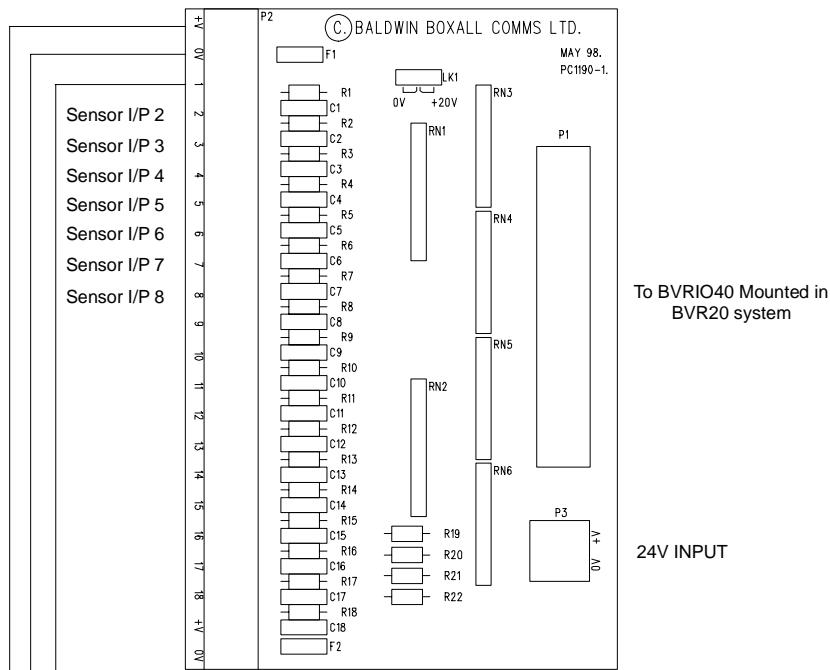 P2
(C.) BALDWIN BOXALL COMMS LTD.
MAY 98.
PC1190-1.
+V
0V
1
2
3
4
5
6
7
8
9
10
11
12
13
14
15
16
17
18
+V
0V
Sensor I/P 2
Sensor I/P 3
Sensor I/P 4
Sensor I/P 5
Sensor I/P 6
Sensor I/P 7
Sensor I/P 8
F1
R1
C1
R2
C2
R3
C3
R4
C4
R5
C5
R6
C6
R7
C7
R8
C8
R9
C9
R10
C10
R11
C11
R12
C12
R13
C13
R14
C14
R15
C15
R16
C16
R17
C17
R18
C18
F2
LK1
0V +20V
RN1
RN2
R19
R20
R21
R22
RN3
RN4
RN5
RN6
P1
P3
+V
0V
To BVRIO40 Mounted in
BVR20 system
24V INPUT